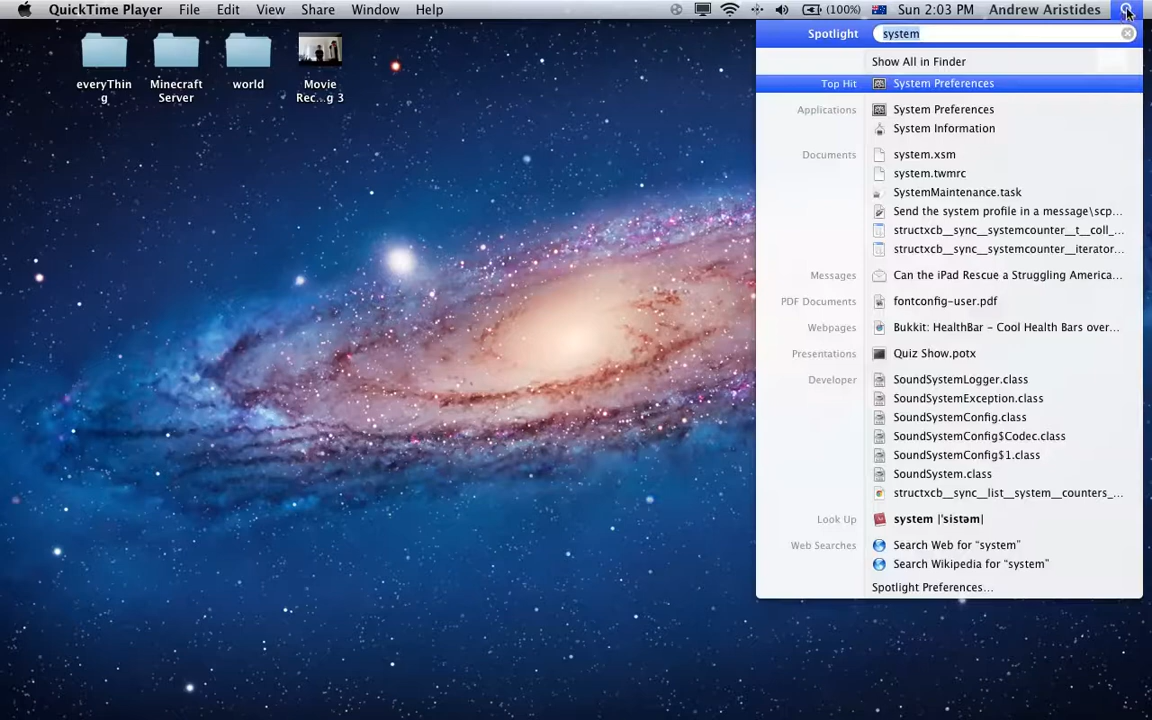 QuickTime Player File Edit View Share Window Help (100%) Sun 2:03 PM Andrew Aristides
everyThin
g
Minecraft
Server
world
Movie
Rec...g 3
Spotlight system
Show All in Finder
Top Hit System Preferences
Applications System Preferences
System Information
Documents system.xsm
system.twmrc
SystemMaintenance.task
Send the system profile in a message\scp...
structxcb__sync__systemcounter__t__coll_...
structxcb__sync__systemcounter__iterator...
Messages Can the iPad Rescue a Struggling America...
PDF Documents fontconfig-user.pdf
Webpages Bukkit: HealthBar - Cool Health Bars over...
Presentations Quiz Show.potx
Developer SoundSystemLogger.class
SoundSystemException.class
SoundSystemConfig.class
SoundSystemConfig$Codec.class
SoundSystemConfig$1.class
SoundSystem.class
structxcb__sync__list__system__counters_...
Look Up system |ˈsistəm|
Web Searches Search Web for “system”
Search Wikipedia for “system”
Spotlight Preferences...